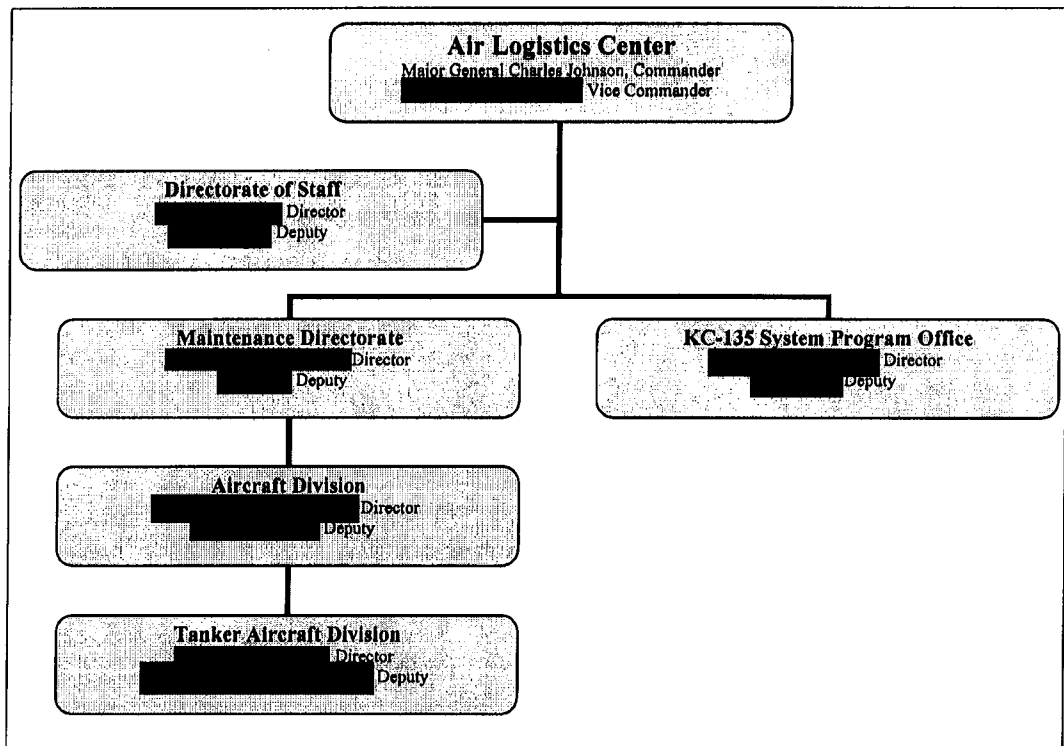 Air Logistics Center
Major General Charles Johnson, Commander
Vice Commander
Directorate of Staff
Director
Deputy
Maintenance Directorate
Director
Deputy
KC-135 System Program Office
Director
Deputy
Aircraft Division
Director
Deputy
Tanker Aircraft Division
Director
Deputy